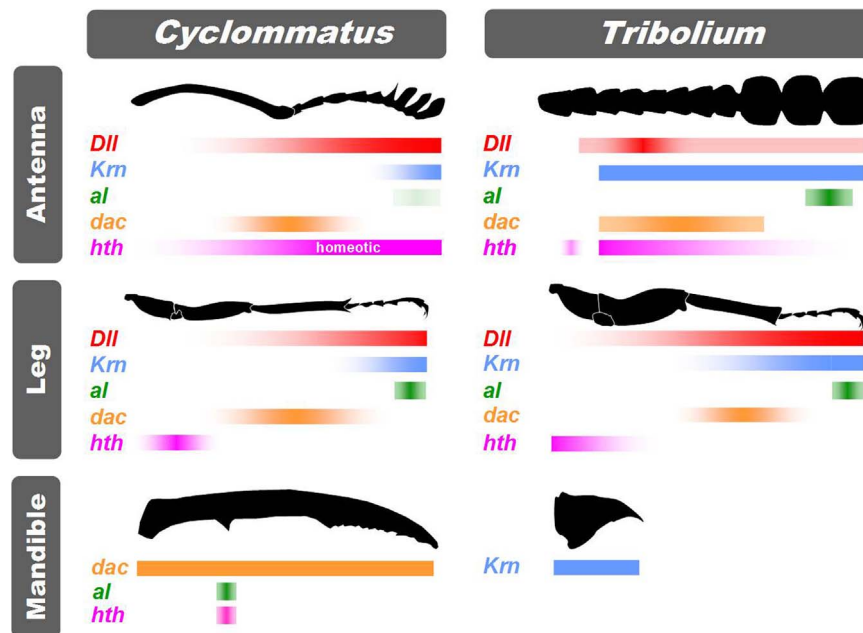 Cyclommatus
Tribolium
Antenna
Dll
Krn
al
dac
hth
homeotic
Dll
Krn
al
dac
hth
Leg
Dll
Krn
al
dac
hth
Dll
Krn
al
dac
hth
Mandible
dac
al
hth
Krn